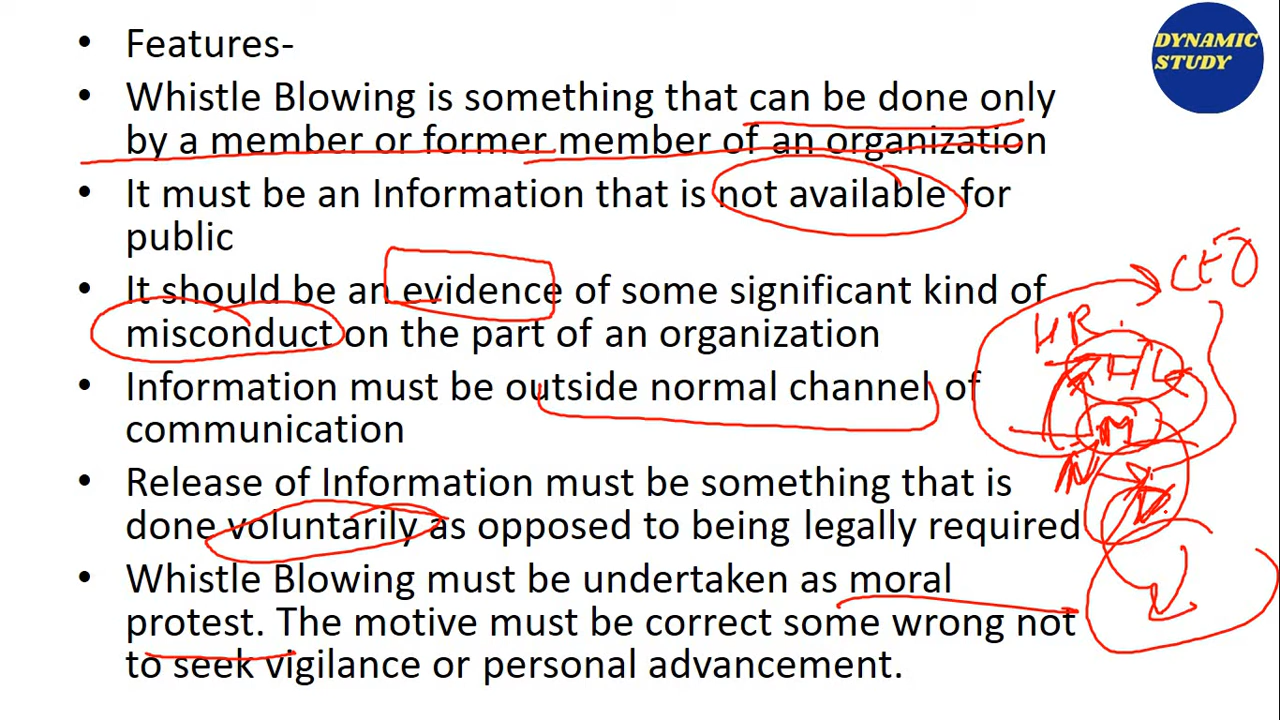 DYNAMIC
STUDY
• Features-
• Whistle Blowing is something that can be done only
by a member or former member of an organization
• It must be an Information that is not available for
public
• It should be an evidence of some significant kind of
misconduct on the part of an organization
• Information must be outside normal channel of
communication
• Release of Information must be something that is
done voluntarily as opposed to being legally required
• Whistle Blowing must be undertaken as moral
protest. The motive must be correct some wrong not
to seek vigilance or personal advancement.
CEO
HR
M